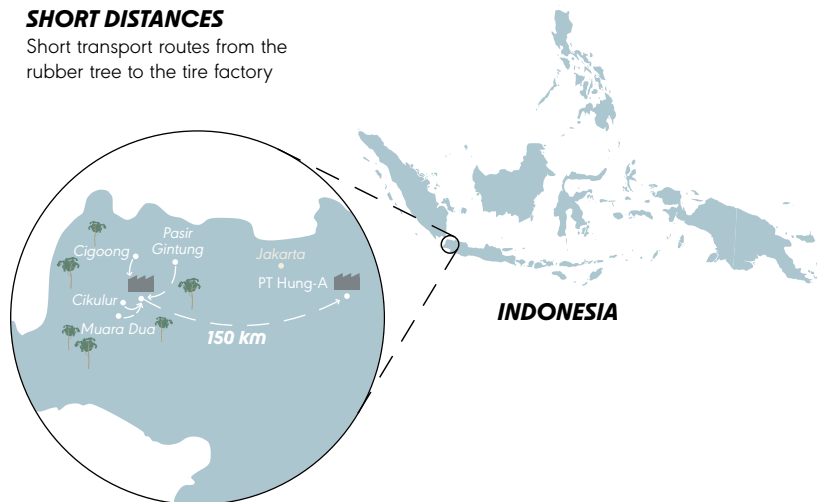 SHORT DISTANCES
Short transport routes from the
rubber tree to the tire factory
Cigoong
Pasir
Gintung
Jakarta
PT Hung-A
Cikulur
Muara Dua
150 km
INDONESIA